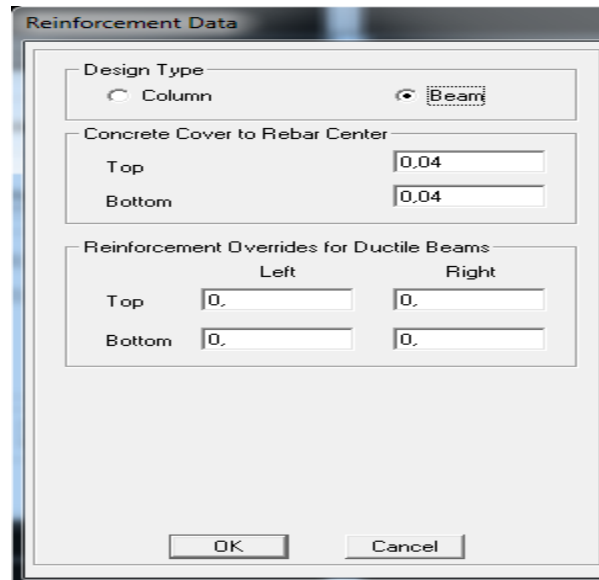 Reinforcement Data
Design Type
Column Beam
Concrete Cover to Rebar Center
Top 0,04
Bottom 0,04
Reinforcement Overrides for Ductile Beams
Left Right
Top 0, 0,
Bottom 0, 0,
OK Cancel